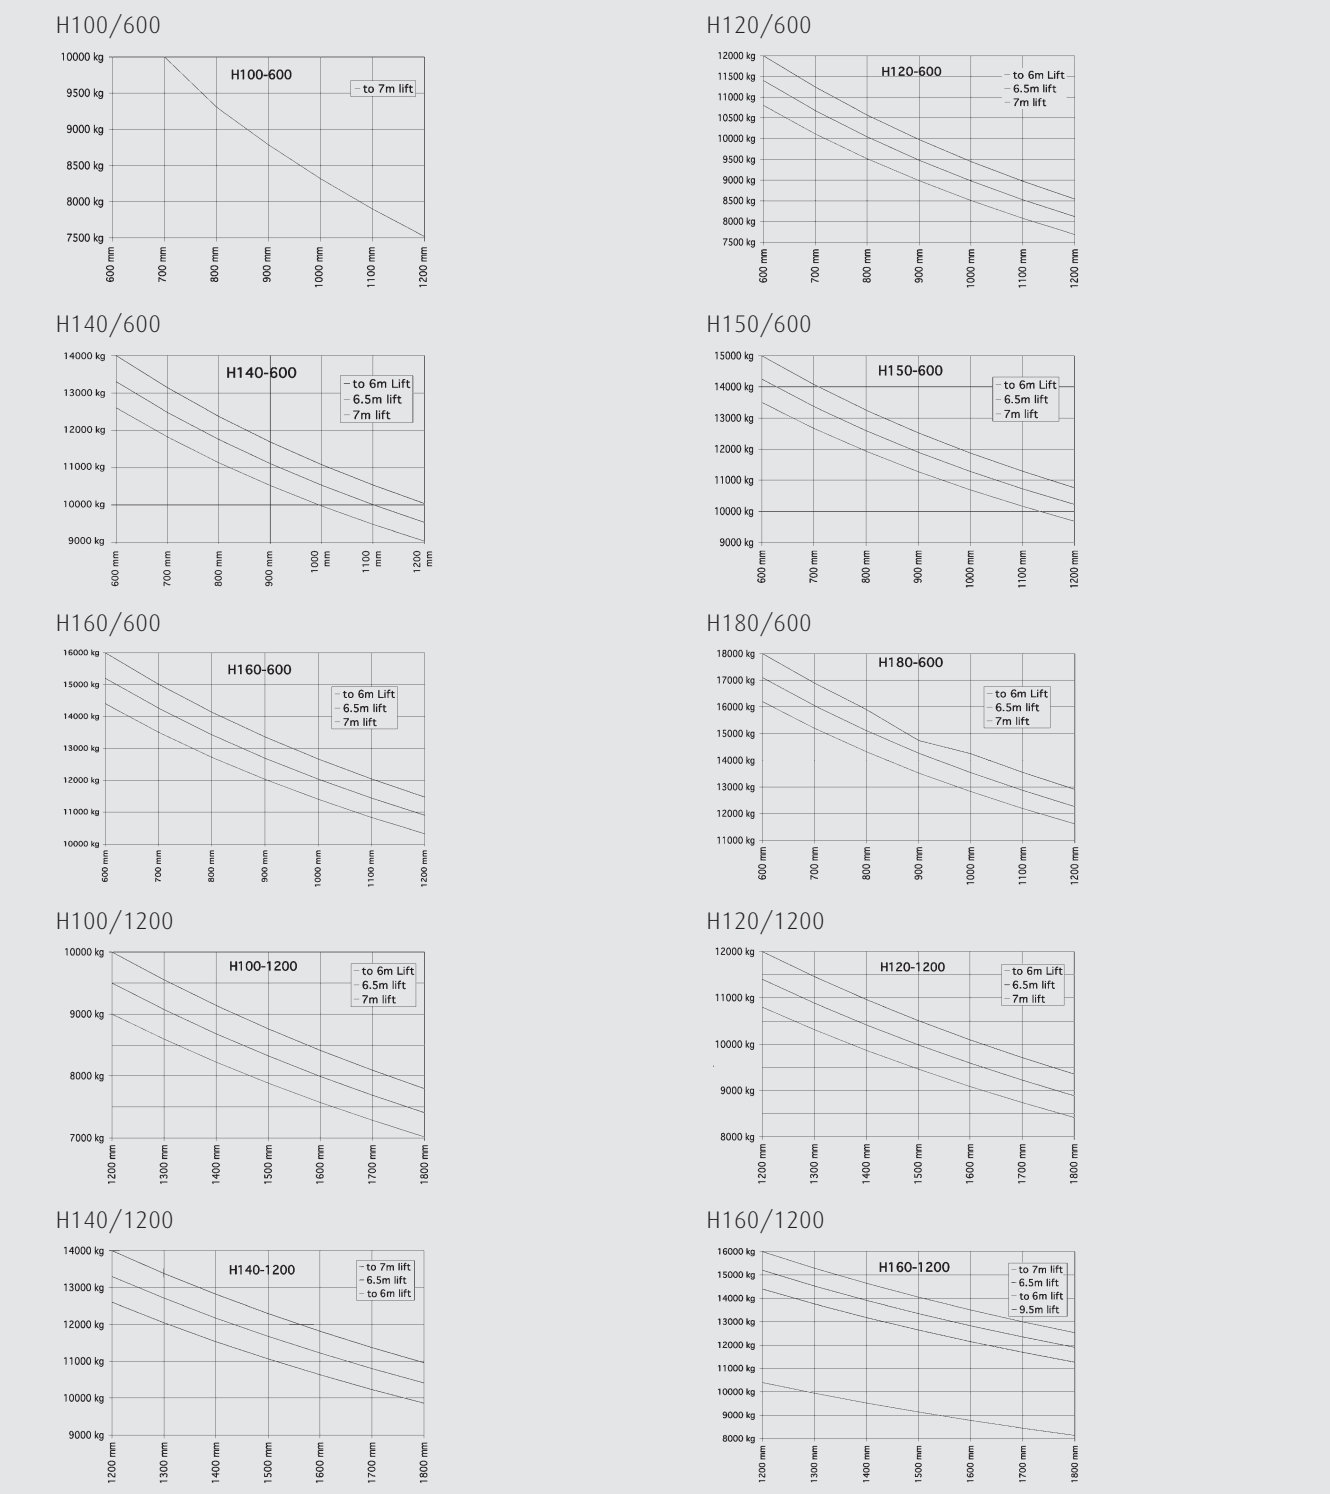 H100/600
H100-600
to 7m lift
10000 kg
9500 kg
9000 kg
8500 kg
8000 kg
7500 kg
600 mm
700 mm
800 mm
900 mm
1000 mm
1100 mm
1200 mm
H120/600
H120-600
to 6m Lift
6.5m lift
7m lift
12000 kg
11500 kg
11000 kg
10500 kg
10000 kg
9500 kg
9000 kg
8500 kg
8000 kg
7500 kg
600 mm
700 mm
800 mm
900 mm
1000 mm
1100 mm
1200 mm
H140/600
H140-600
to 6m Lift
6.5m lift
7m lift
14000 kg
13000 kg
12000 kg
11000 kg
10000 kg
9000 kg
600 mm
700 mm
800 mm
900 mm
1000
mm
1100
mm
1200
mm
H150/600
H150-600
to 6m Lift
6.5m lift
7m lift
15000 kg
14000 kg
13000 kg
12000 kg
11000 kg
10000 kg
9000 kg
600 mm
700 mm
800 mm
900 mm
1000 mm
1100 mm
1200 mm
H160/600
H160-600
to 6m Lift
6.5m lift
7m lift
16000 kg
15000 kg
14000 kg
13000 kg
12000 kg
11000 kg
10000 kg
600 mm
700 mm
800 mm
900 mm
1000 mm
1100 mm
1200 mm
H180/600
H180-600
to 6m Lift
6.5m lift
7m lift
18000 kg
17000 kg
16000 kg
15000 kg
14000 kg
13000 kg
12000 kg
11000 kg
600 mm
700 mm
800 mm
900 mm
1000 mm
1100 mm
1200 mm
H100/1200
H100-1200
to 6m Lift
6.5m lift
7m lift
10000 kg
9000 kg
8000 kg
7000 kg
1200 mm
1300 mm
1400 mm
1500 mm
1600 mm
1700 mm
1800 mm
H120/1200
H120-1200
to 6m Lift
6.5m lift
7m lift
12000 kg
11000 kg
10000 kg
9000 kg
8000 kg
1200 mm
1300 mm
1400 mm
1500 mm
1600 mm
1700 mm
1800 mm
H140/1200
H140-1200
to 7m lift
6.5m lift
to 6m lift
14000 kg
13000 kg
12000 kg
11000 kg
10000 kg
9000 kg
1200 mm
1300 mm
1400 mm
1500 mm
1600 mm
1700 mm
1800 mm
H160/1200
H160-1200
to 7m lift
6.5m lift
to 6m lift
9.5m lift
16000 kg
15000 kg
14000 kg
13000 kg
12000 kg
11000 kg
10000 kg
9000 kg
8000 kg
1200 mm
1300 mm
1400 mm
1500 mm
1600 mm
1700 mm
1800 mm